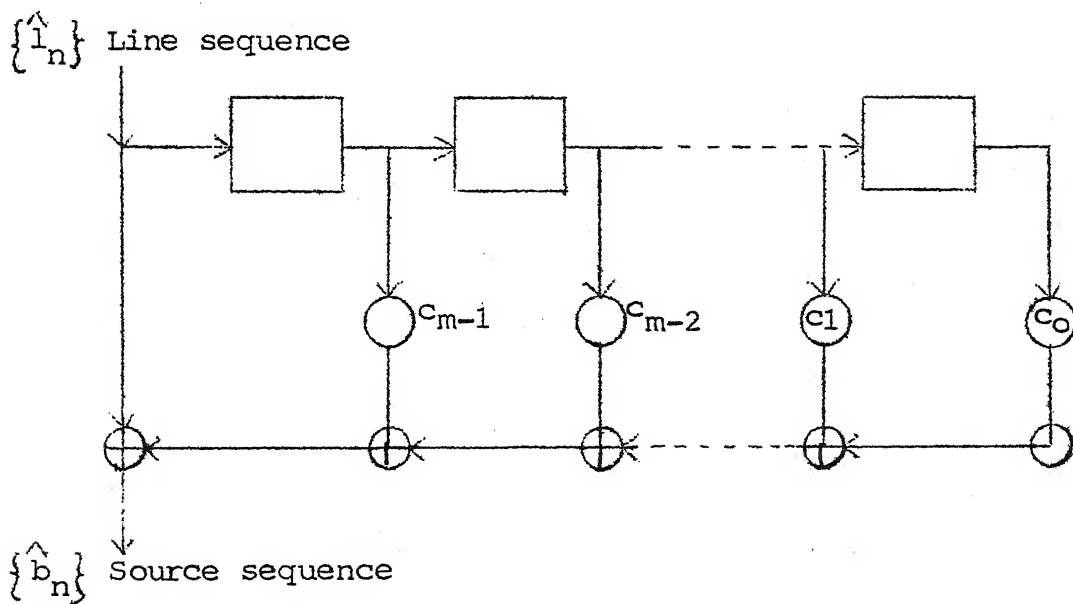 {l̂n} Line sequence
cm-1 cm-2 c1 co
{b̂n} Source sequence